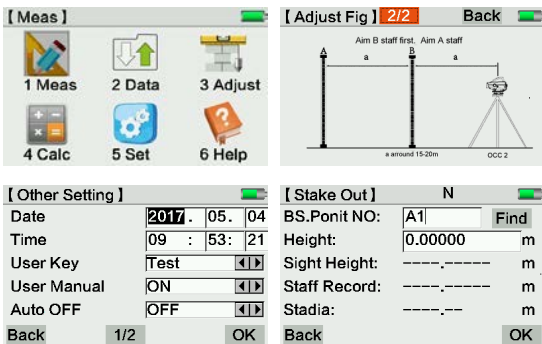 【Meas】
1 Meas 2 Data 3 Adjust
4 Calc 5 Set 6 Help
【Adjust Fig】 2/2 Back
Aim B staff first. Aim A staff
A B
a a
a arround 15-20m OCC 2
【Other Setting】
Date 2017. 05. 04
Time 09 : 53: 21
User Key Test
User Manual ON
Auto OFF OFF
Back 1/2 OK
【Stake Out】 N
BS.Ponit NO: A1 Find
Height: 0.00000 m
Sight Height: ----.----- m
Staff Record: ----.----- m
Stadia: ----.-- m
Back OK